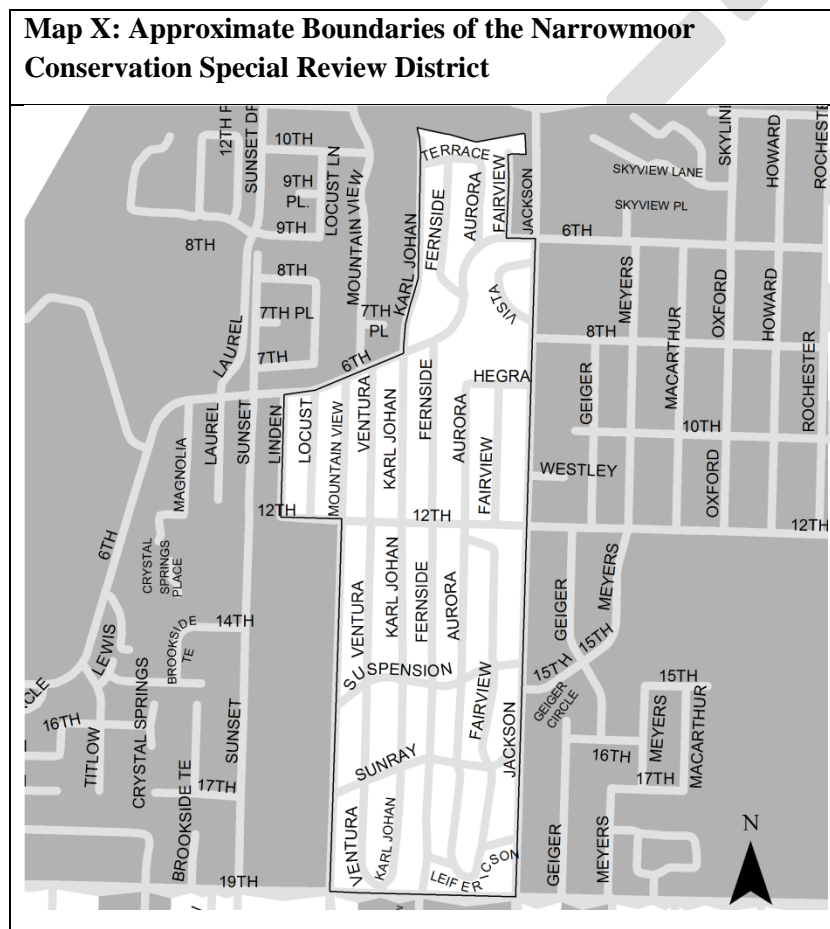 Map X: Approximate Boundaries of the Narrowmoor
Conservation Special Review District
12TH P
SUNSET DR
10TH
LOCUST LN
9TH
PL.
MOUNTAIN VIEW
9TH
8TH
8TH
7TH PL
7TH
PL
7TH
LAUREL
6TH
KARL JOHAN
TERRACE
FERNSIDE
AURORA
FAIRVIEW
JACKSON
VISTA
SKYVIEW LANE
SKYVIEW PL
SKYLINE
HOWARD
ROCHESTER
6TH
MEYERS
MACARTHUR
OXFORD
HOWARD
8TH
GEIGER
ROCHESTER
10TH
WESTLEY
OXFORD
12TH
MAGNOLIA
LAUREL
SUNSET
LINDEN
LOCUST
MOUNTAIN VIEW
VENTURA
KARL JOHAN
FERNSIDE
AURORA
HEGRA
FAIRVIEW
12TH
12TH
6TH
CRYSTAL
SPRINGS
PLACE
BROOKSIDE
TE
14TH
LEWIS
VENTURA
KARL JOHAN
FERNSIDE
AURORA
GEIGER
MEYERS
15TH
15TH
SUSPENSION
FAIRVIEW
GEIGER
CIRCLE
15TH
CLE
16TH
TITLOW
CRYSTAL SPRINGS
SUNSET
SUNRAY
JACKSON
16TH
MEYERS
MACARTHUR
17TH
17TH
BROOKSIDE TE
VENTURA
KARL JOHAN
LEIF ERICSON
GEIGER
MEYERS
19TH
N